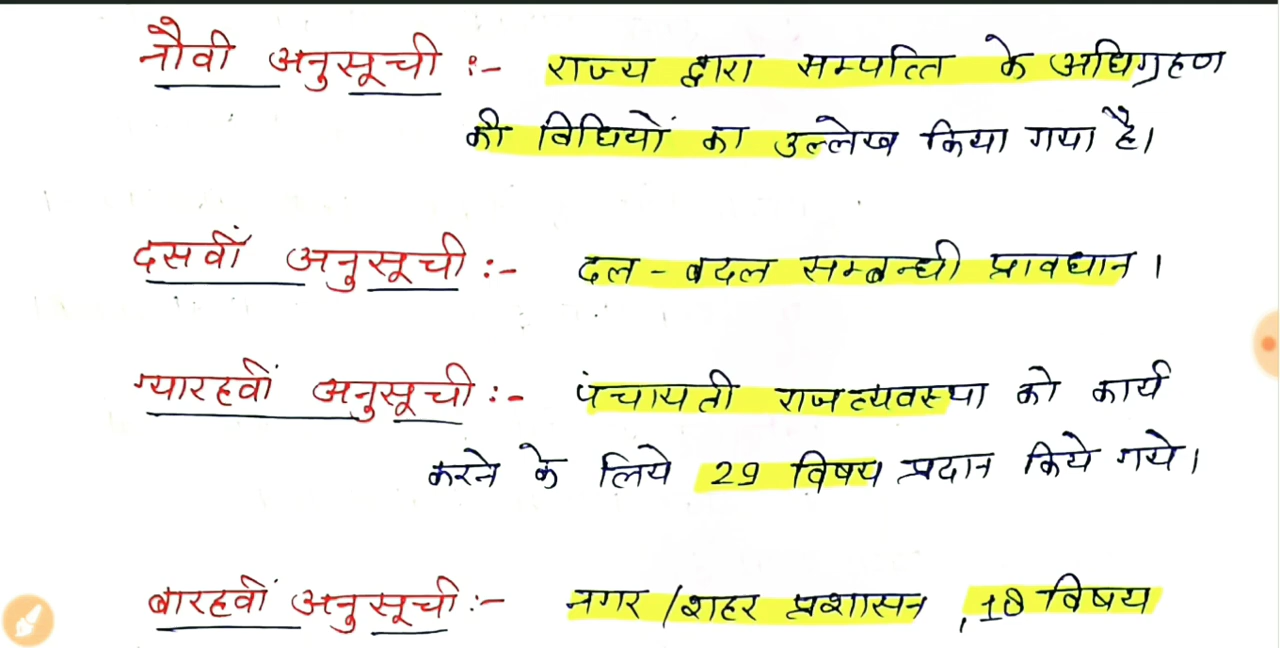 नौवी अनुसूची :- राज्य द्वारा सम्पत्ति के अधिग्रहण
की विधियों का उल्लेख किया गया है।
दसवीं अनुसूची :- दल-बदल सम्बन्धी प्रावधान।
ग्यारहवीं अनुसूची :- पंचायती राजव्यवस्था को कार्य
करने के लिये 29 विषय प्रदान किये गये।
बारहवीं अनुसूची :- नगर/शहर प्रशासन, 18 विषय